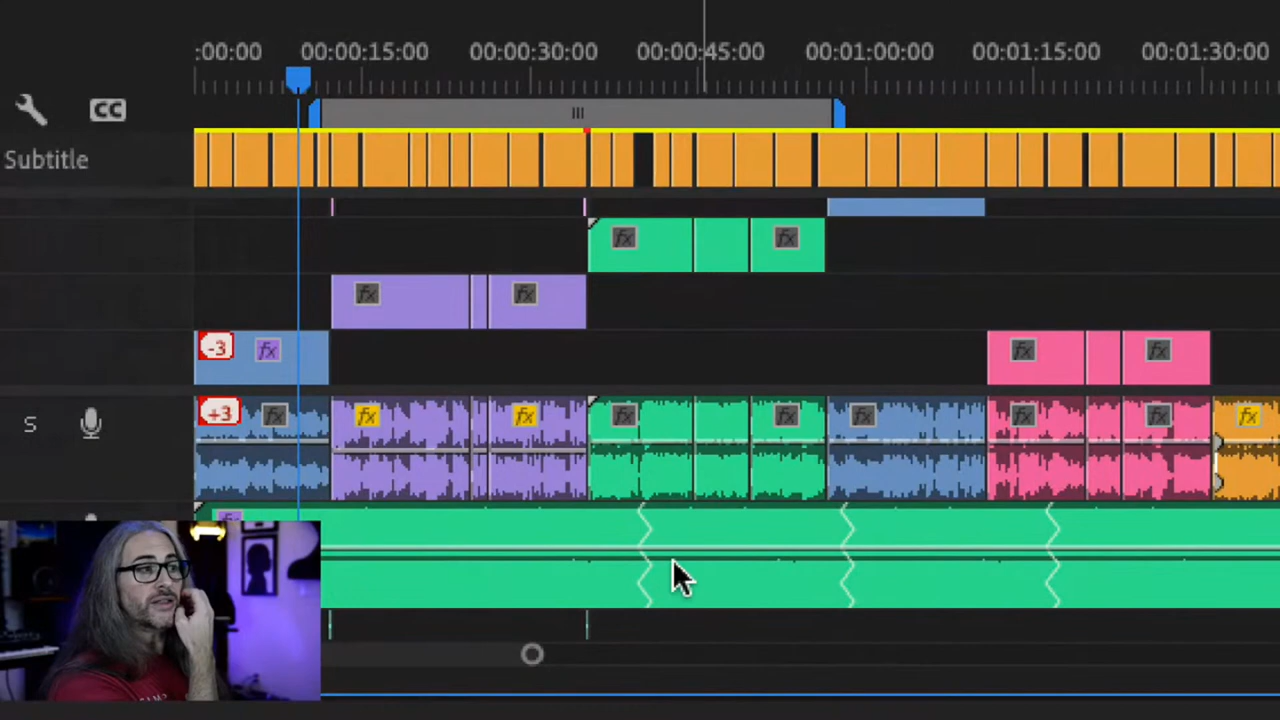 :00:00 00:00:15:00 00:00:30:00 00:00:45:00 00:01:00:00 00:01:15:00 00:01:30:00
CC
Subtitle
fx fx
fx fx
-3 fx fx fx
+3 fx fx fx fx fx fx fx fx fx
S